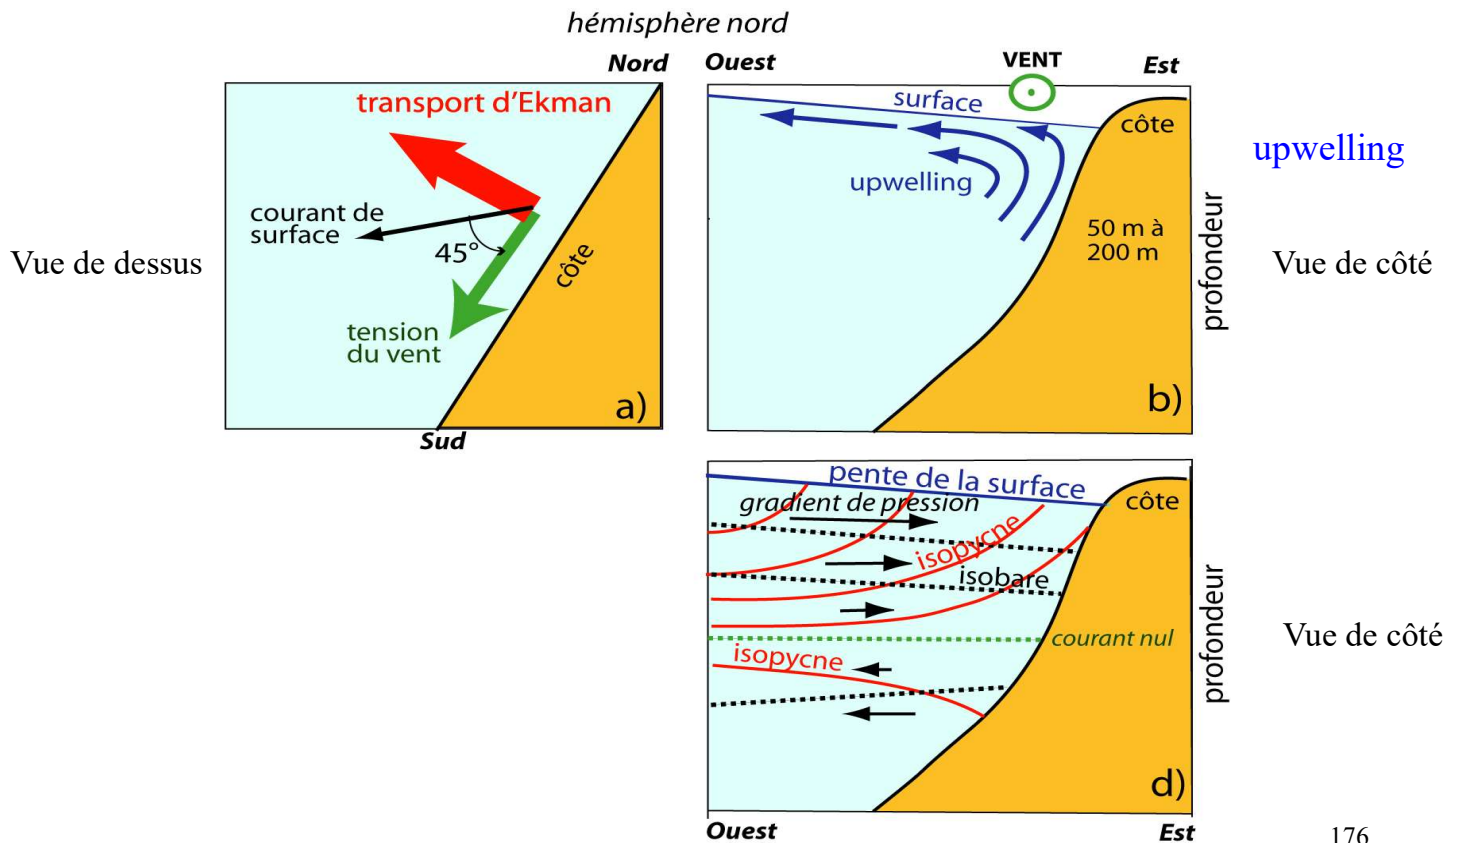 hémisphère nord
Nord
transport d'Ekman
courant de
surface
45°
côte
tension
du vent
a)
Sud
Vue de dessus
Ouest
VENT
Est
surface
côte
upwelling
50 m à
200 m
profondeur
b)
upwelling
Vue de côté
pente de la surface
gradient de pression
côte
isopycne
isobare
courant nul
isopycne
profondeur
d)
Ouest
Est
Vue de côté
176